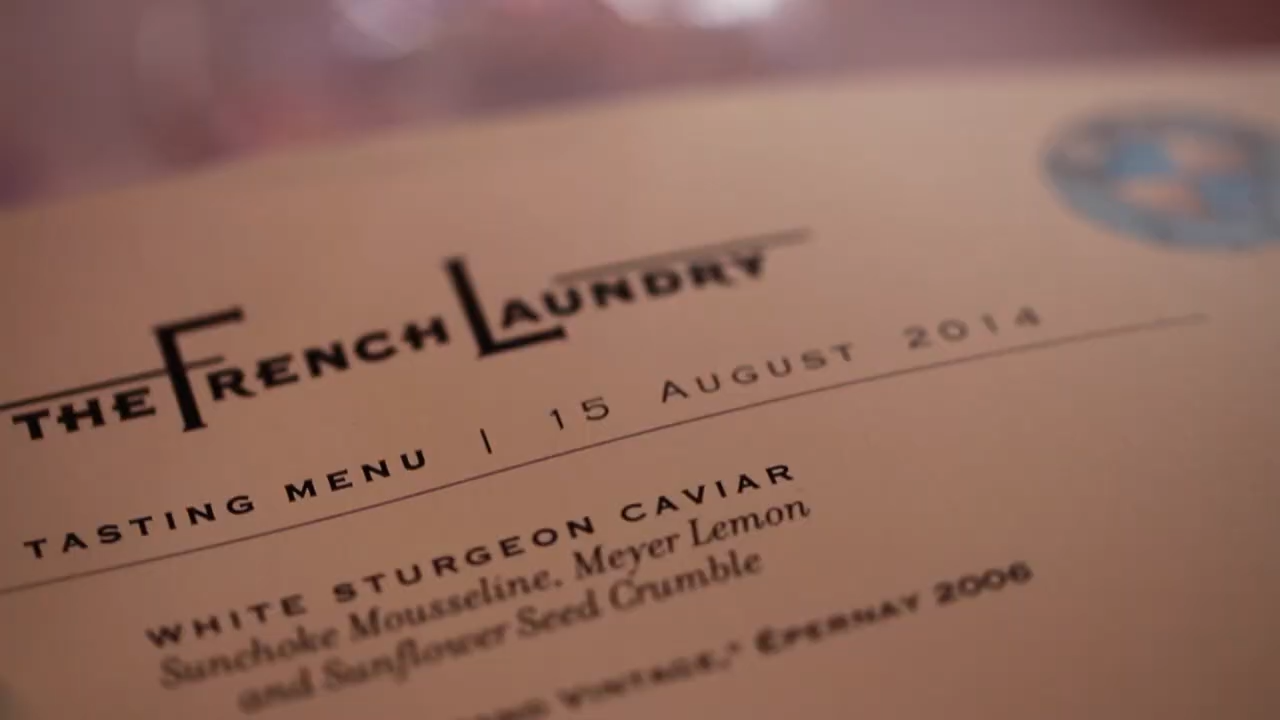 THE FRENCH LAUNDRY
TASTING MENU | 15 AUGUST 2014
WHITE STURGEON CAVIAR
Sunchoke Mousseline, Meyer Lemon
and Sunflower Seed Crumble
VINTAGE," ÉPERNAY 2006